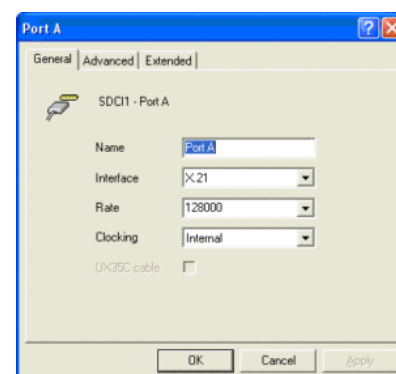 Port A
General Advanced Extended
SDCI1 - Port A
Name Port A
Interface X.21
Rate 128000
Clocking Internal
UX35C cable
OK Cancel Apply